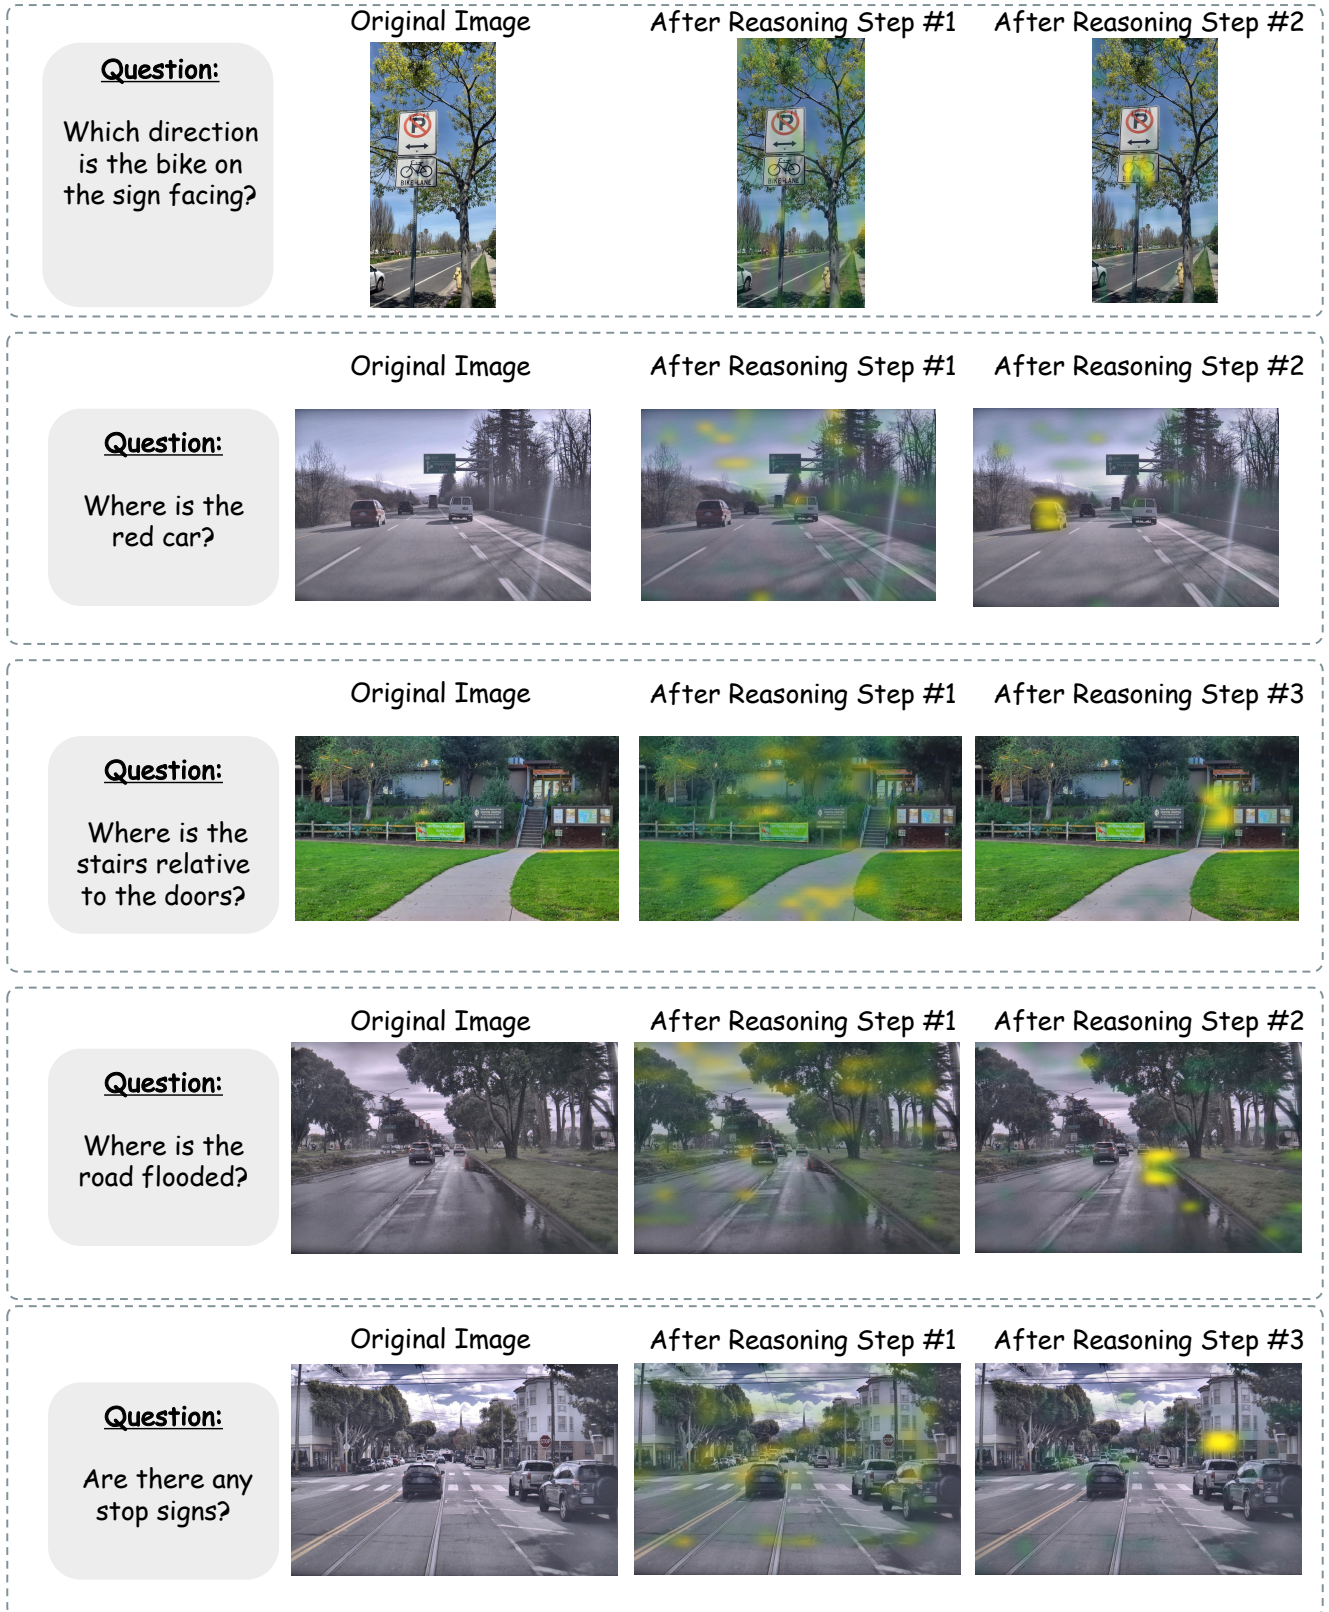 Original Image After Reasoning Step #1 After Reasoning Step #2
Question:
Which direction
is the bike on
the sign facing?
P
BIKE LANE
P
BIKE LANE
P
Original Image After Reasoning Step #1 After Reasoning Step #2
Question:
Where is the
red car?
Original Image After Reasoning Step #1 After Reasoning Step #3
Question:
Where is the
stairs relative
to the doors?
Original Image After Reasoning Step #1 After Reasoning Step #2
Question:
Where is the
road flooded?
Original Image After Reasoning Step #1 After Reasoning Step #3
Question:
Are there any
stop signs?
STOP
STOP